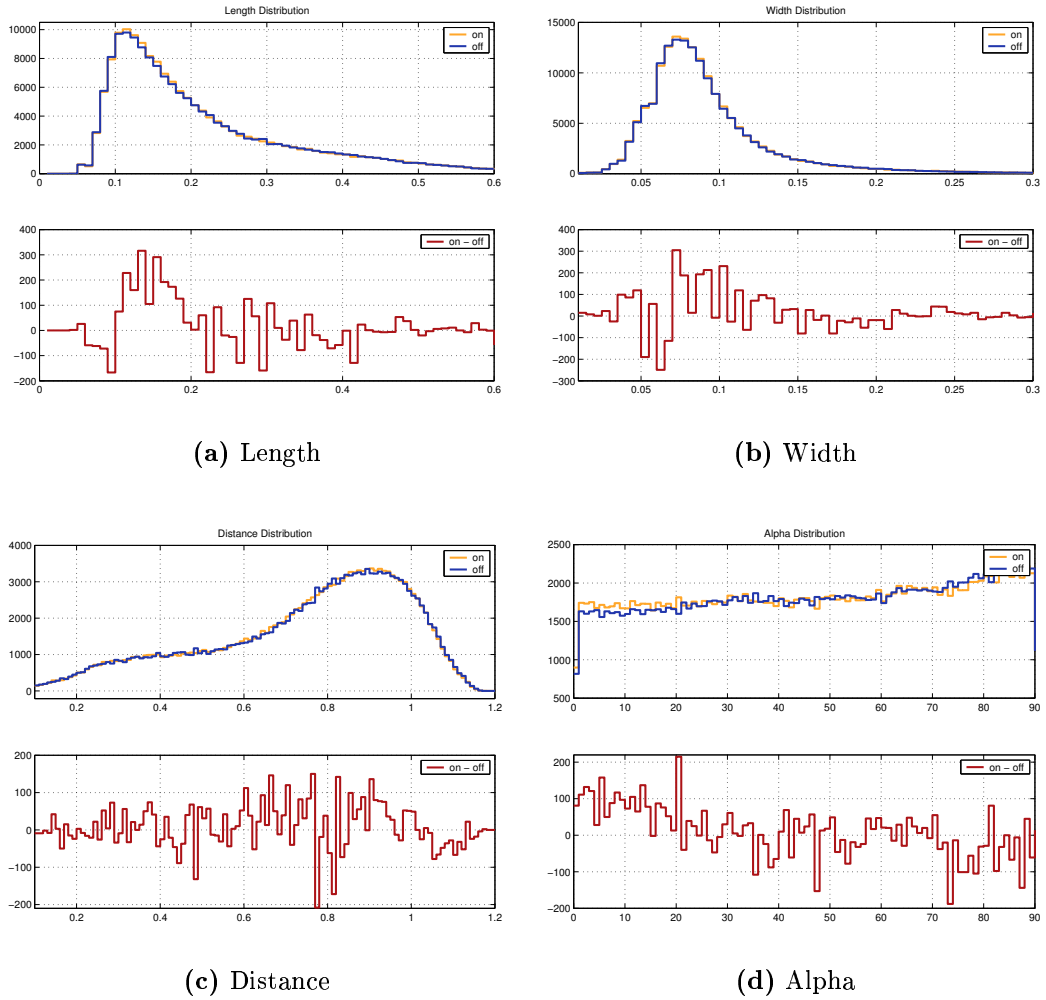 Length Distribution
10000
8000
6000
4000
2000
0
on
off
0 0.1 0.2 0.3 0.4 0.5 0.6
400
300
200
100
0
−100
−200
on − off
0 0.2 0.4 0.6
(a) Length
Width Distribution
15000
10000
5000
0
on
off
0.05 0.1 0.15 0.2 0.25 0.3
400
300
200
100
0
−100
−200
−300
on − off
0.05 0.1 0.15 0.2 0.25 0.3
(b) Width
Distance Distribution
4000
3000
2000
1000
0
on
off
0.2 0.4 0.6 0.8 1 1.2
200
100
0
−100
−200
on − off
0.2 0.4 0.6 0.8 1 1.2
(c) Distance
Alpha Distribution
2500
2000
1500
1000
500
on
off
0 10 20 30 40 50 60 70 80 90
200
100
0
−100
−200
on − off
0 10 20 30 40 50 60 70 80 90
(d) Alpha